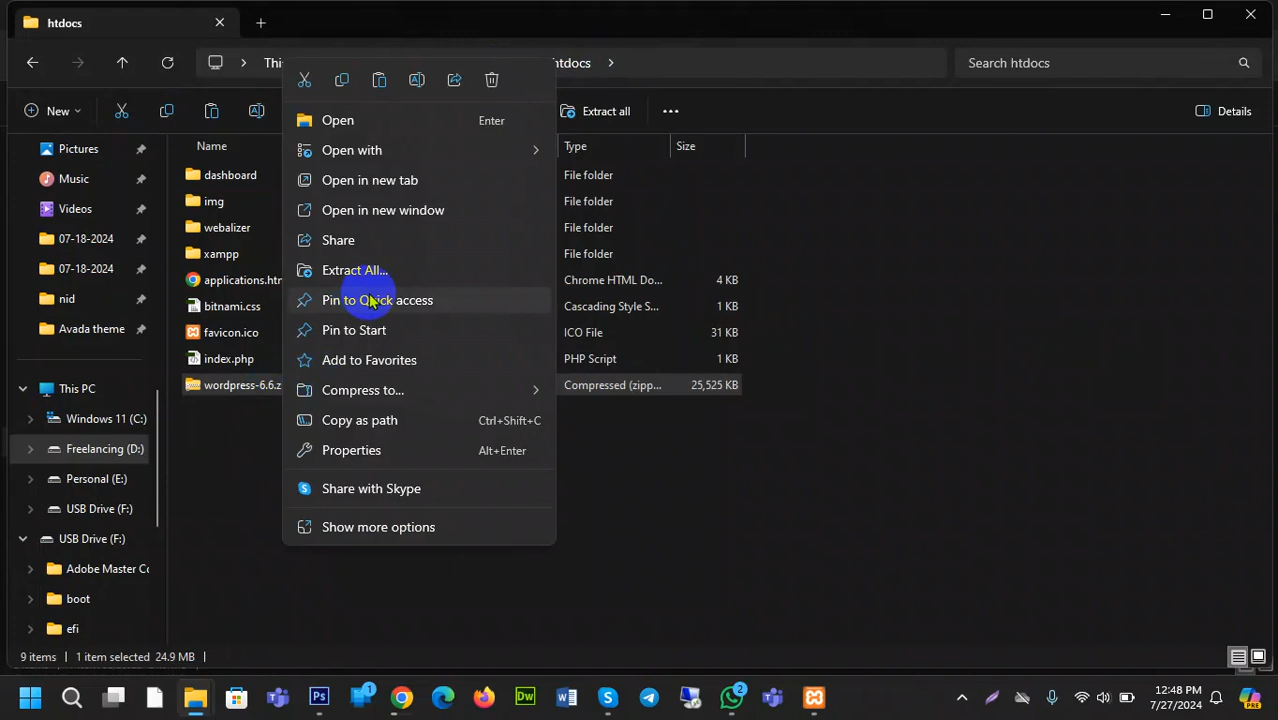 htdocs
Thi
htdocs
Search htdocs
New
Extract all
Details
Pictures
Music
Videos
07-18-2024
07-18-2024
nid
Avada theme
This PC
Windows 11 (C:)
Freelancing (D:)
Personal (E:)
USB Drive (F:)
USB Drive (F:)
Adobe Master Cc
boot
efi
Name
Type
Size
dashboard
File folder
img
File folder
webalizer
File folder
xampp
File folder
applications.htm
Chrome HTML Do...
4 KB
bitnami.css
Cascading Style S...
1 KB
favicon.ico
ICO File
31 KB
index.php
PHP Script
1 KB
wordpress-6.6.z
Compressed (zipp...
25,525 KB
Open
Enter
Open with
Open in new tab
Open in new window
Share
Extract All...
Pin to Quick access
Pin to Start
Add to Favorites
Compress to...
Copy as path
Ctrl+Shift+C
Properties
Alt+Enter
Share with Skype
Show more options
9 items
1 item selected 24.9 MB
Ps
1
Dw
2
12:48 PM
7/27/2024
PRE